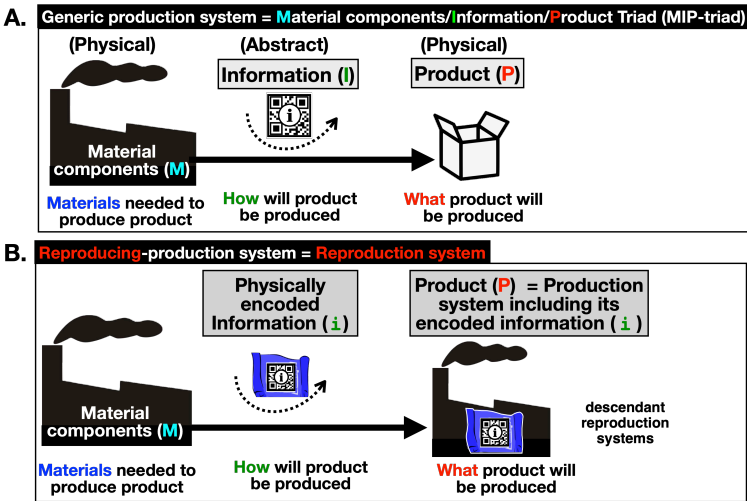 A.
Generic production system = Material components/Information/Product Triad (MIP-triad)
(Physical)
(Abstract)
(Physical)
Information (I)
Product (P)
i
Material
components (M)
Materials needed to
produce product
How will product
be produced
What product will
be produced
B.
Reproducing-production system = Reproduction system
Physically
encoded
Information (i)
Product (P) = Production
system including its
encoded information (i)
i
Material
components (M)
i
descendant
reproduction
systems
Materials needed to
produce product
How will product
be produced
What product will
be produced